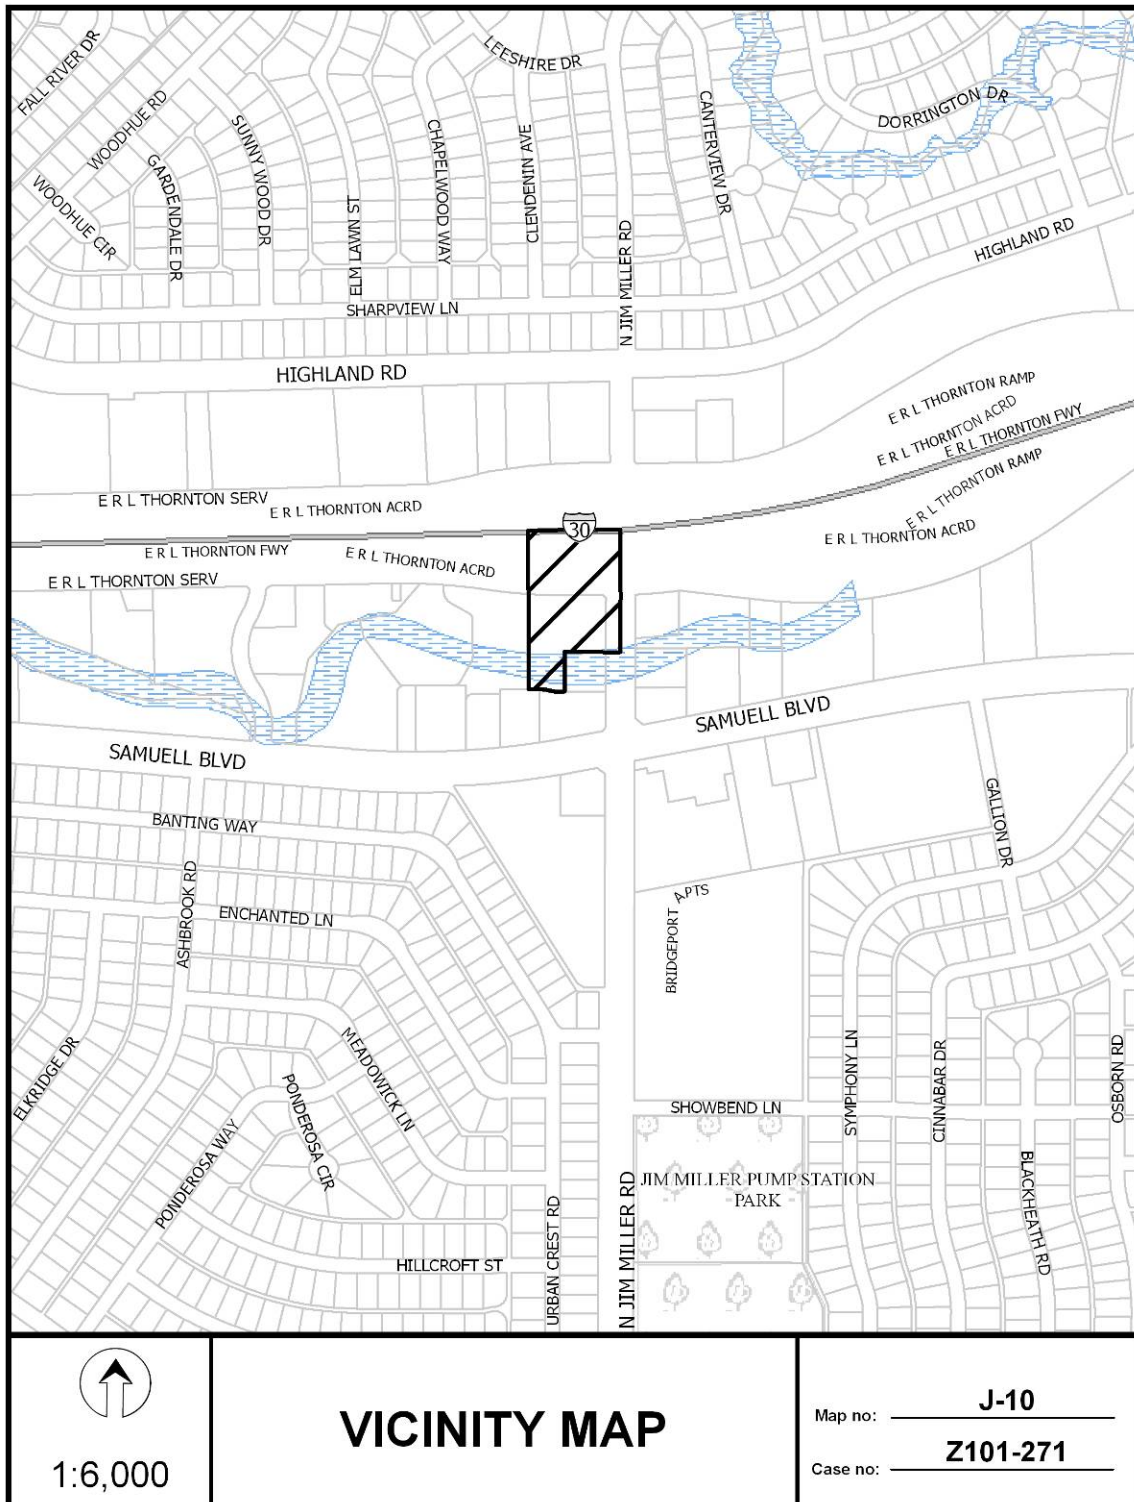 FALL RIVER DR
LEESHIRE DR
WOODHUE RD
SUNNY WOOD DR
CHAPELWOOD WAY
CLENDENIN AVE
CANTERVIEW DR
DORRINGTON DR
GARDENDALE DR
WOODHUE CIR
ELM LAWN ST
N JIM MILLER RD
HIGHLAND RD
SHARPVIEW LN
HIGHLAND RD
E R L THORNTON RAMP
E R L THORNTON ACRD
E R L THORNTON FWY
E R L THORNTON RAMP
E R L THORNTON SERV
E R L THORNTON ACRD
30
E R L THORNTON ACRD
E R L THORNTON FWY
E R L THORNTON ACRD
E R L THORNTON SERV
SAMUELL BLVD
SAMUELL BLVD
GALLION DR
BANTING WAY
ASHBROOK RD
ENCHANTED LN
APTS
BRIDGEPORT
ELKRIDGE DR
MEADOWICK LN
PONDEROSA CIR
PONDEROSA WAY
SHOWBEND LN
SYMPHONY LN
CINNABAR DR
OSBORN RD
BLACKHEATH RD
JIM MILLER PUMP STATION
PARK
HILLCROFT ST
URBAN CREST RD
N JIM MILLER RD
1:6,000
VICINITY MAP
Map no: J-10
Case no: Z101-271